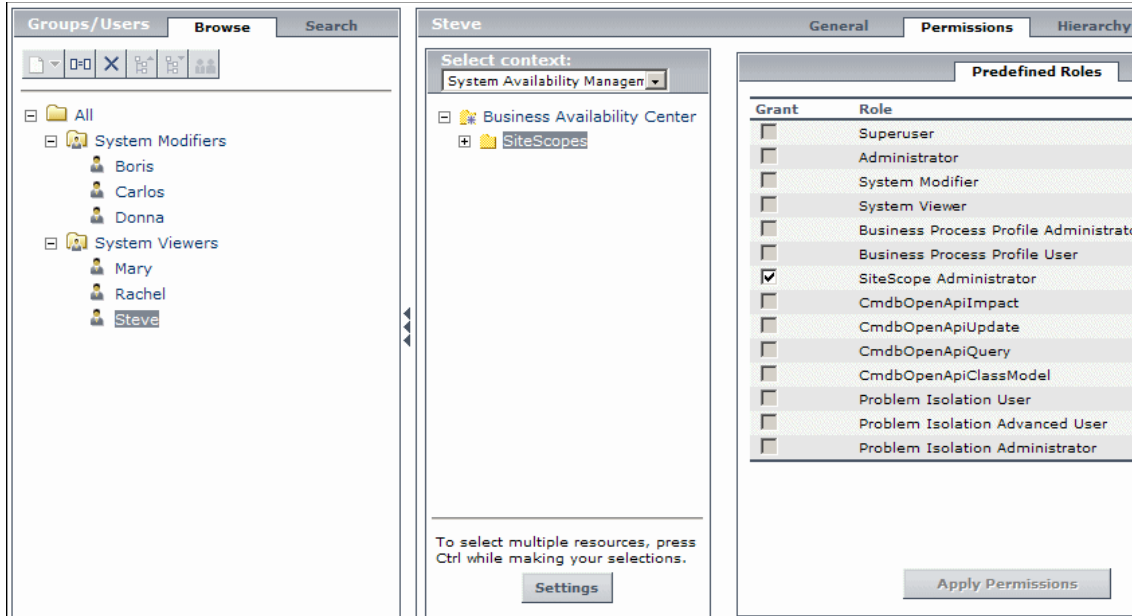 Groups/Users Browse Search
All
System Modifiers
Boris
Carlos
Donna
System Viewers
Mary
Rachel
Steve
Steve General Permissions Hierarchy
Select context:
System Availability Managem
Business Availability Center
SiteScopes
To select multiple resources, press
Ctrl while making your selections.
Settings
Predefined Roles
Grant Role
Superuser
Administrator
System Modifier
System Viewer
Business Process Profile Administrato
Business Process Profile User
SiteScope Administrator
CmdbOpenApiImpact
CmdbOpenApiUpdate
CmdbOpenApiQuery
CmdbOpenApiClassModel
Problem Isolation User
Problem Isolation Advanced User
Problem Isolation Administrator
Apply Permissions